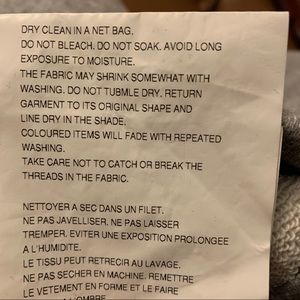 DRY CLEAN IN A NET BAG.
DO NOT BLEACH. DO NOT SOAK. AVOID LONG
EXPOSURE TO MOISTURE.
THE FABRIC MAY SHRINK SOMEWHAT WITH
WASHING. DO NOT TUBMLE DRY. RETURN
GARMENT TO ITS ORIGINAL SHAPE AND
LINE DRY IN THE SHADE.
COLOURED ITEMS WILL FADE WITH REPEATED
WASHING.
TAKE CARE NOT TO CATCH OR BREAK THE
THREADS IN THE FABRIC.
NETTOYER A SEC DANS UN FILET.
NE PAS JAVELLISER. NE PAS LAISSER
TREMPER. EVITER UNE EXPOSITION PROLONGEE
A L'HUMIDITE.
LE TISSU PEUT RETRECIR AU LAVAGE.
NE PAS SECHER EN MACHINE. REMETTRE
LE VETEMENT EN FORME ET LE FAIRE
A L'OMBRE